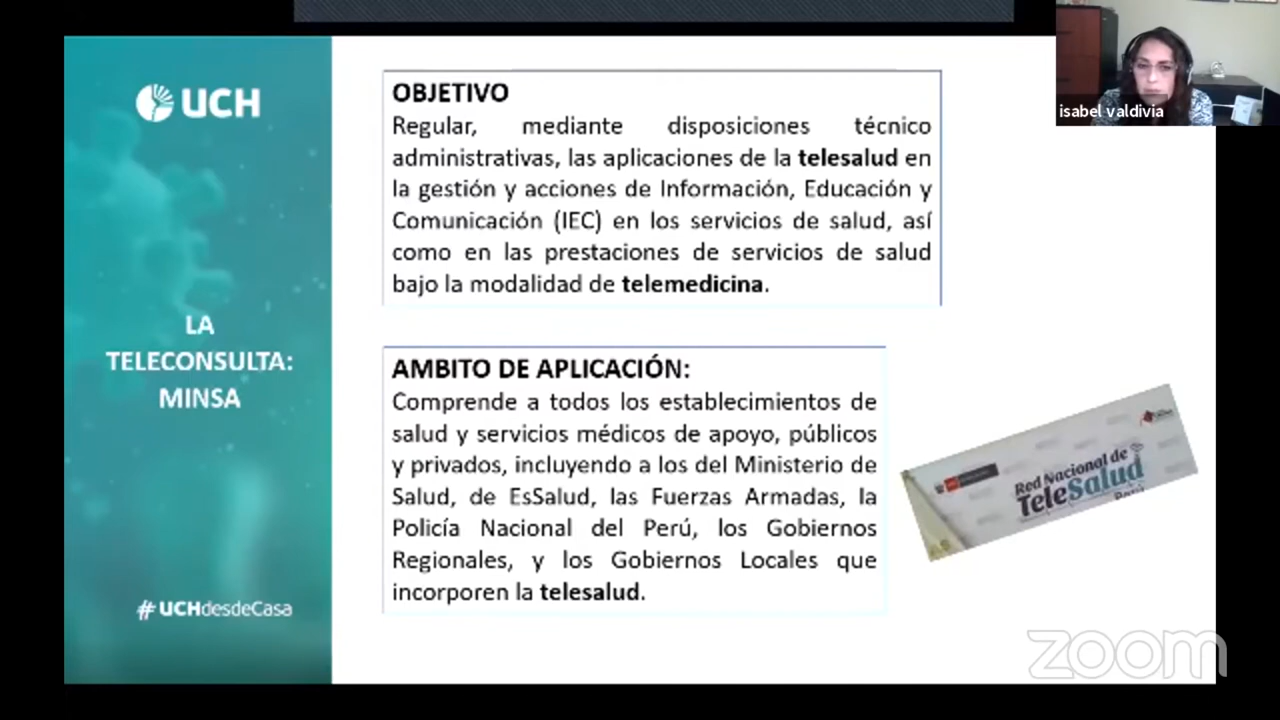 UCH
LA
TELECONSULTA:
MINSA
#UCHdesdeCasa
OBJETIVO
Regular, mediante disposiciones técnico
administrativas, las aplicaciones de la telesalud en
la gestión y acciones de Información, Educación y
Comunicación (IEC) en los servicios de salud, así
como en las prestaciones de servicios de salud
bajo la modalidad de telemedicina.
AMBITO DE APLICACIÓN:
Comprende a todos los establecimientos de
salud y servicios médicos de apoyo, públicos
y privados, incluyendo a los del Ministerio de
Salud, de EsSalud, las Fuerzas Armadas, la
Policía Nacional del Perú, los Gobiernos
Regionales, y los Gobiernos Locales que
incorporen la telesalud.
Red Nacional de
TeleSalud
isabel valdivia
zoom